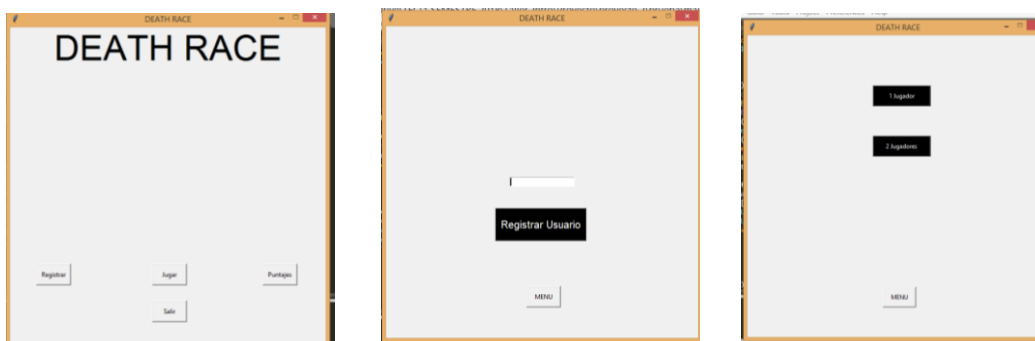 DEATH RACE
DEATH RACE
Registrar
Jugar
Puntajes
Salir
DEATH RACE
Registrar Usuario
MENU
DEATH RACE
1 Jugador
2 Jugadores
MENU